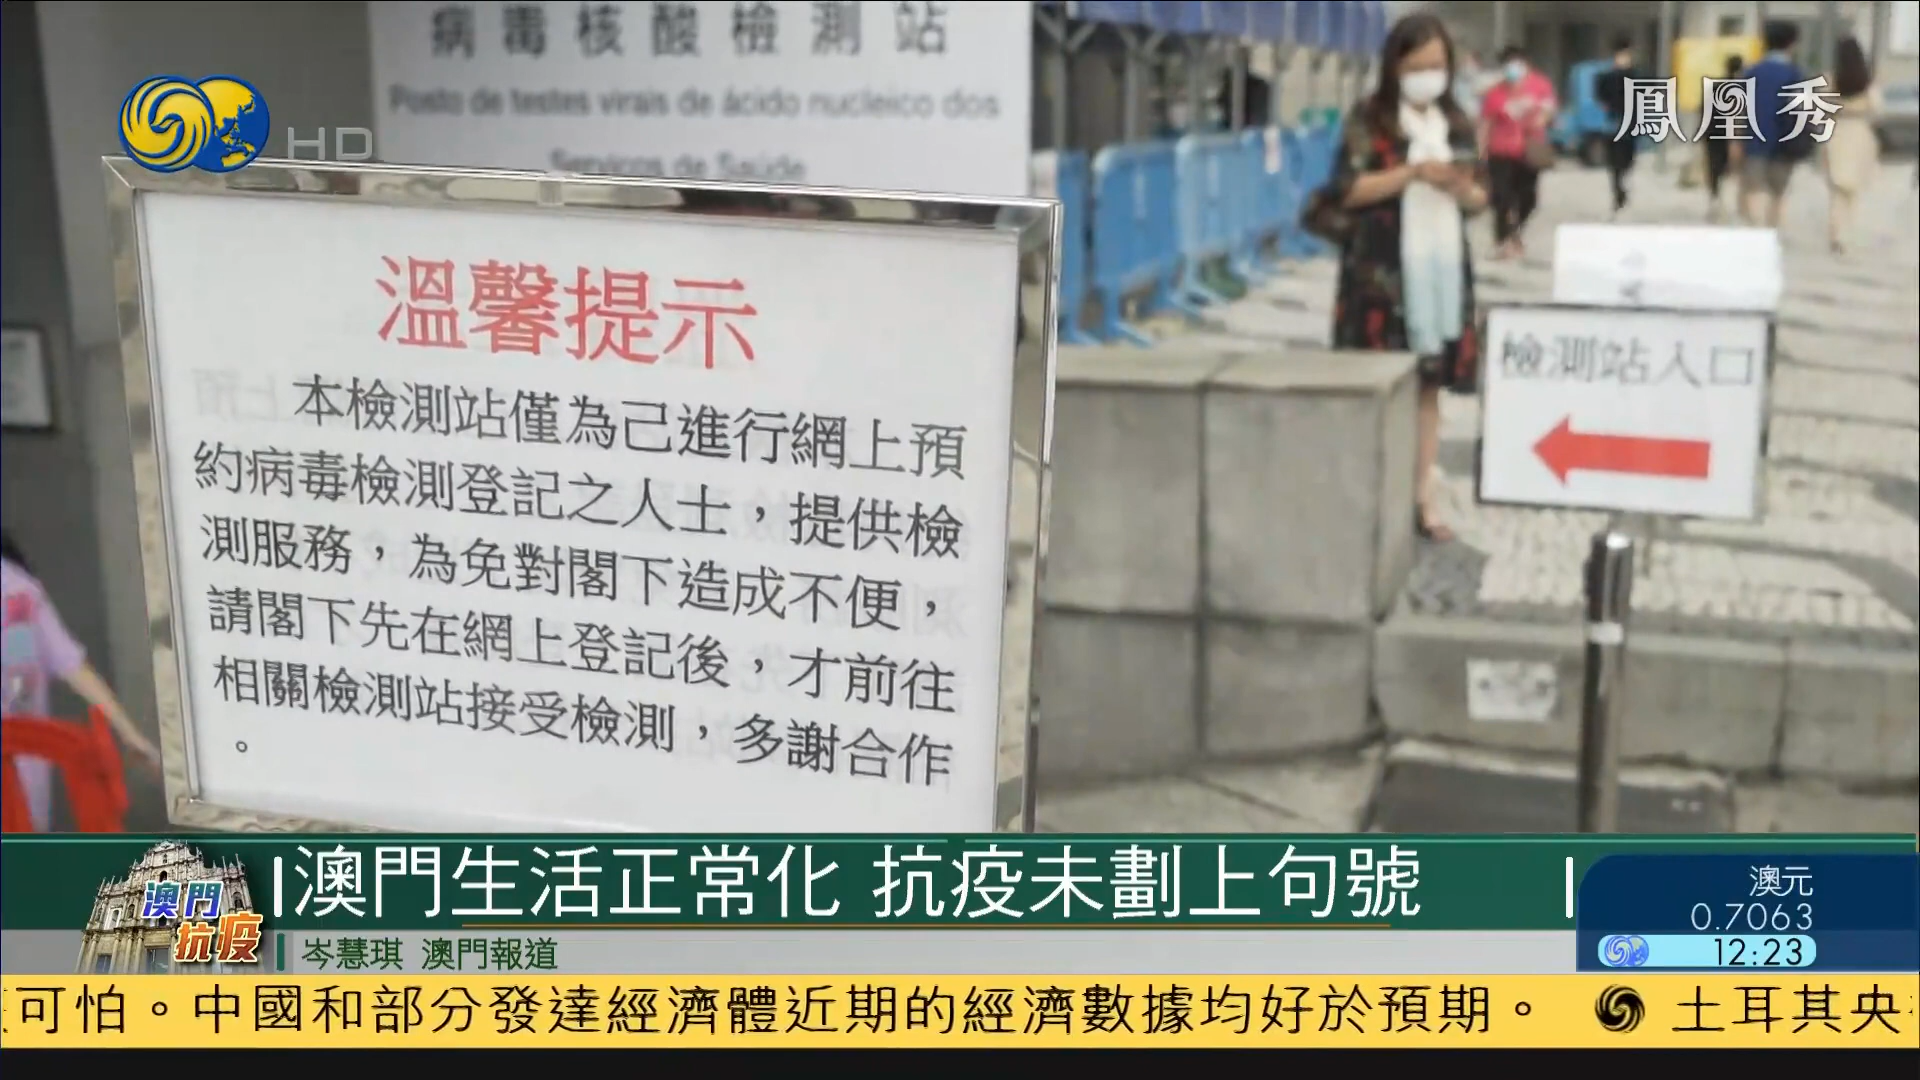 病毒核酸檢測站
Posto de testes virais de ácido nucleico dos
Serviços de Saúde
HD
鳳凰秀
溫馨提示
本檢測站僅為己進行網上預
約病毒檢測登記之人士，提供檢
測服務，為免對閣下造成不便，
請閣下先在網上登記後，才前往
相關檢測站接受檢測，多謝合作
。
檢測站入口
澳門
抗疫
澳門生活正常化 抗疫未劃上句號
岑慧琪 澳門報道
澳元
0.7063
12:23
可怕。中國和部分發達經濟體近期的經濟數據均好於預期。 土耳其央